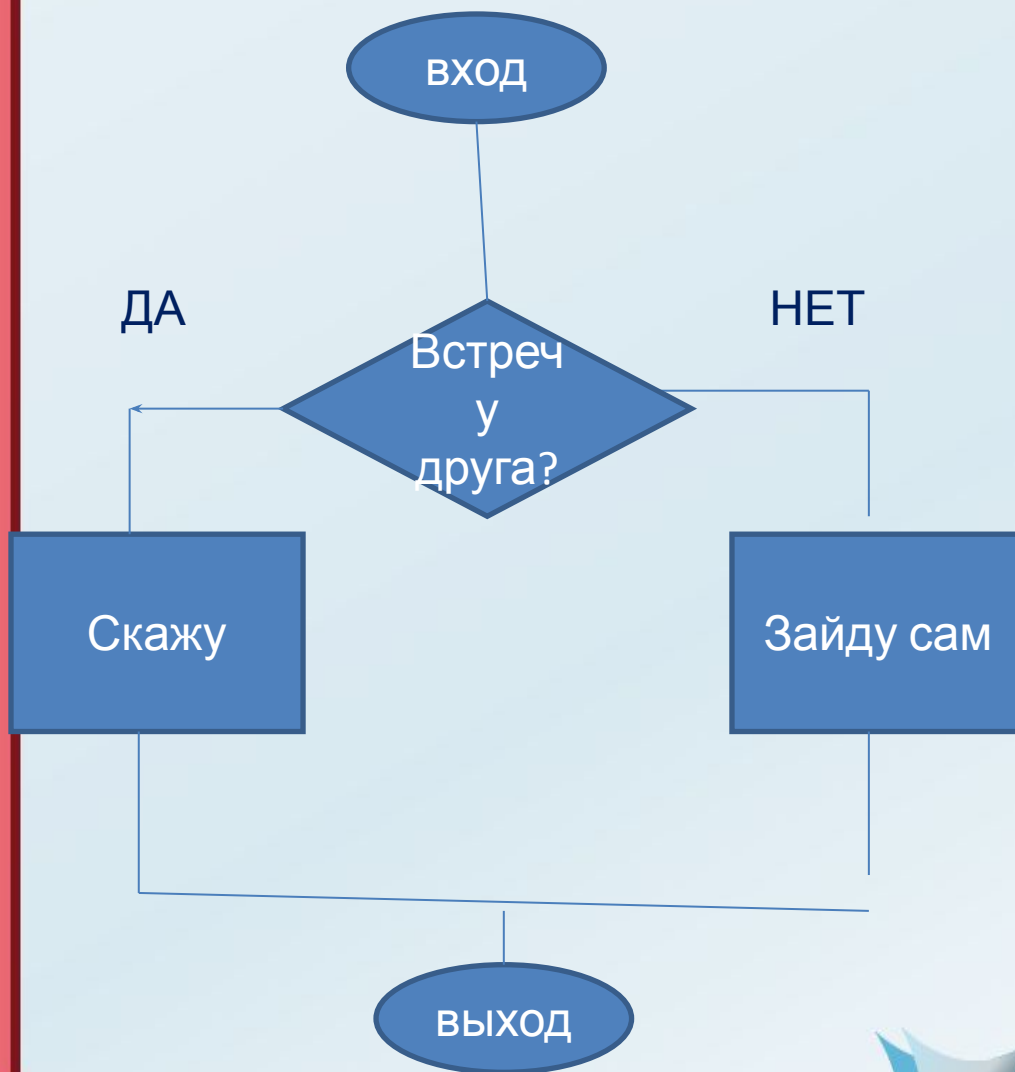 вход
ДА
НЕТ
Встреч
у
друга?
Скажу
Зайду сам
выход